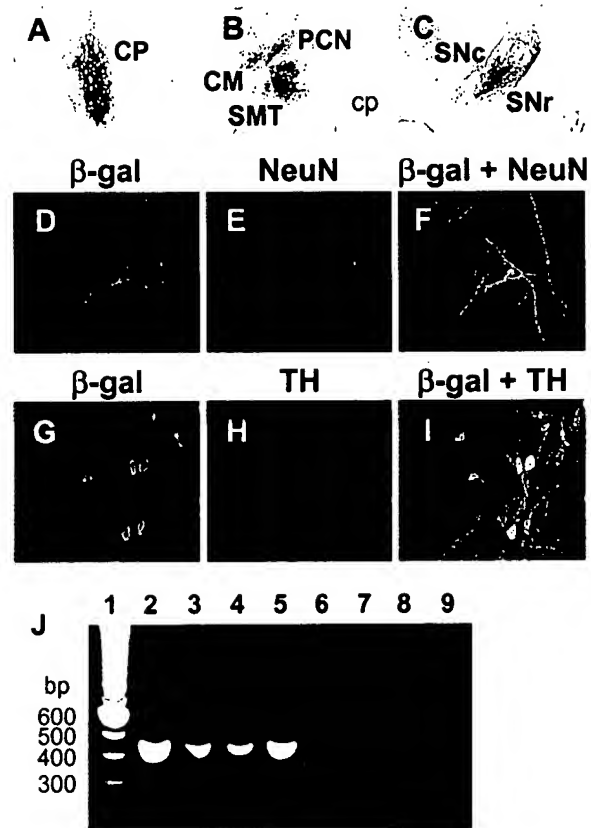 A B C
CP PCN CM SMT cp SNc SNr
β-gal NeuN β-gal + NeuN
D E F
β-gal TH β-gal + TH
G H I
1 2 3 4 5 6 7 8 9
J
bp
600
500
400
300